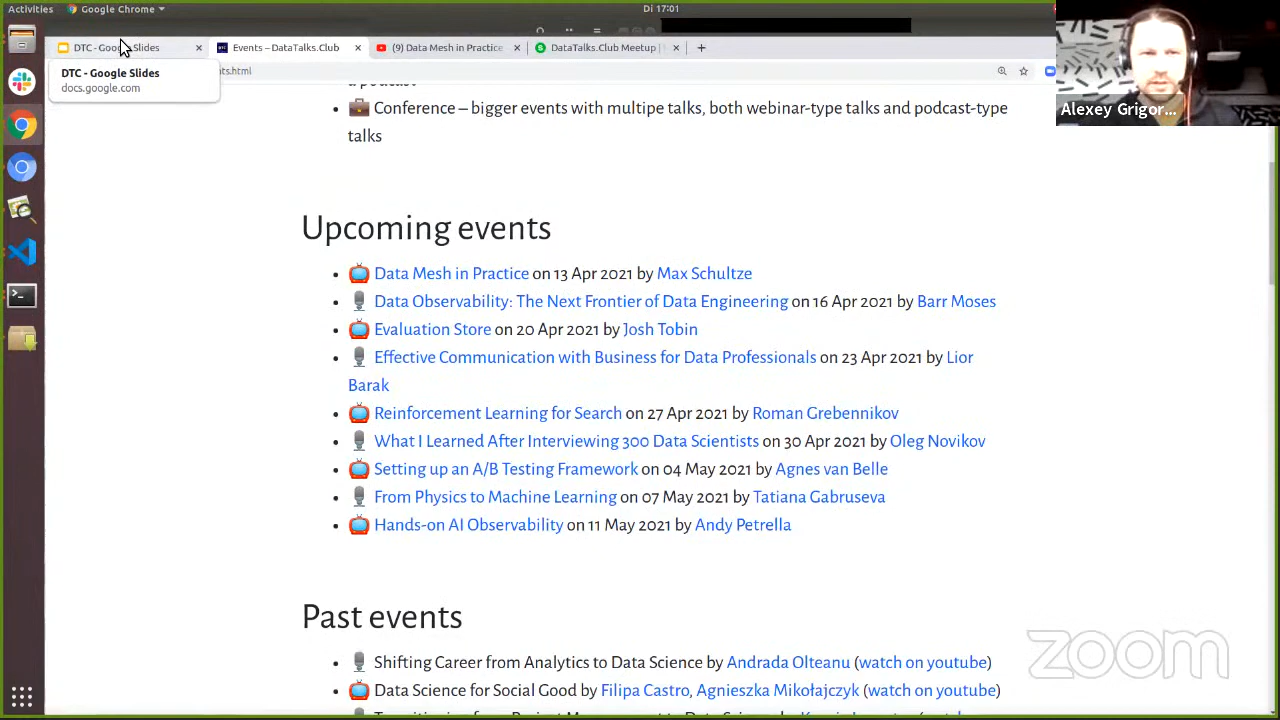 Activities Google Chrome Di 17:01
DTC - Google Slides Events – DataTalks.Club (9) Data Mesh in Practice DataTalks.Club Meetup |
DTC - Google Slides
docs.google.com
nts.html
Alexey Grigor...
Conference – bigger events with multipe talks, both webinar-type talks and podcast-type
talks
Upcoming events
Data Mesh in Practice on 13 Apr 2021 by Max Schultze
Data Observability: The Next Frontier of Data Engineering on 16 Apr 2021 by Barr Moses
Evaluation Store on 20 Apr 2021 by Josh Tobin
Effective Communication with Business for Data Professionals on 23 Apr 2021 by Lior
Barak
Reinforcement Learning for Search on 27 Apr 2021 by Roman Grebennikov
What I Learned After Interviewing 300 Data Scientists on 30 Apr 2021 by Oleg Novikov
Setting up an A/B Testing Framework on 04 May 2021 by Agnes van Belle
From Physics to Machine Learning on 07 May 2021 by Tatiana Gabruseva
Hands-on AI Observability on 11 May 2021 by Andy Petrella
Past events
Shifting Career from Analytics to Data Science by Andrada Olteanu (watch on youtube)
Data Science for Social Good by Filipa Castro, Agnieszka Mikołajczyk (watch on youtube)
zoom